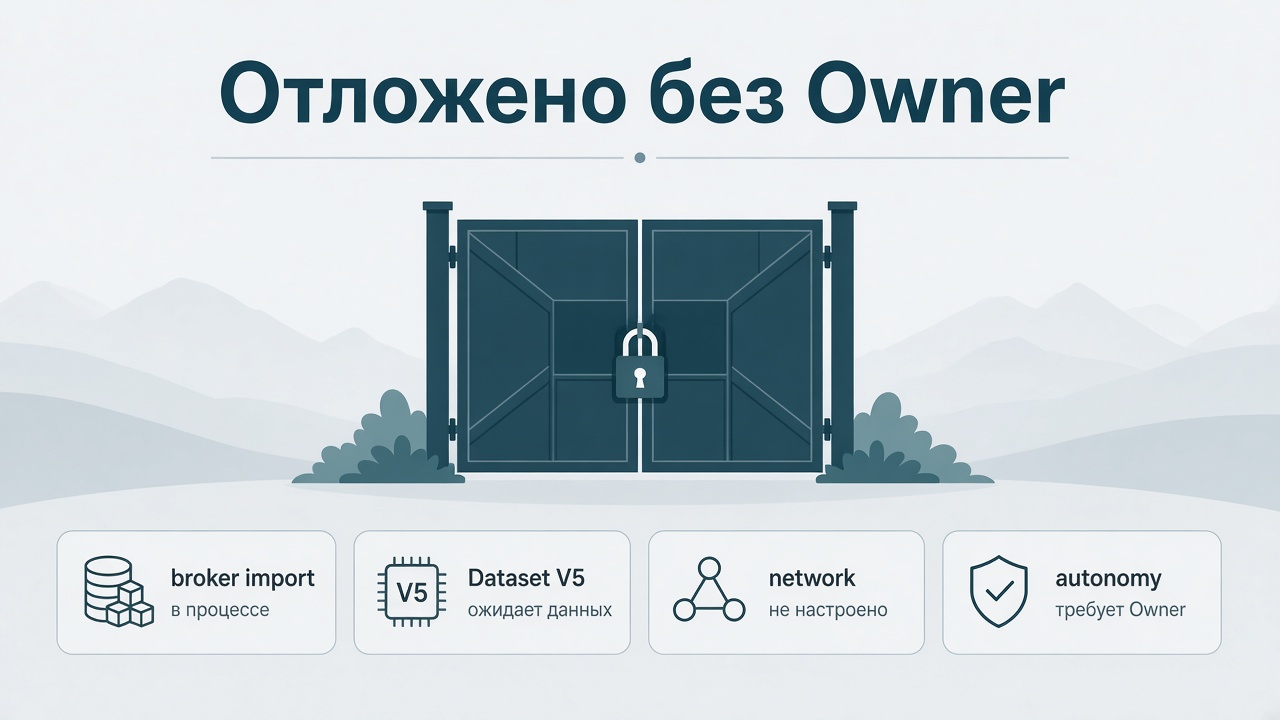 Отложено без Owner
broker import
в процессе
V5
Dataset V5
ожидает данных
network
не настроено
autonomy
требует Owner